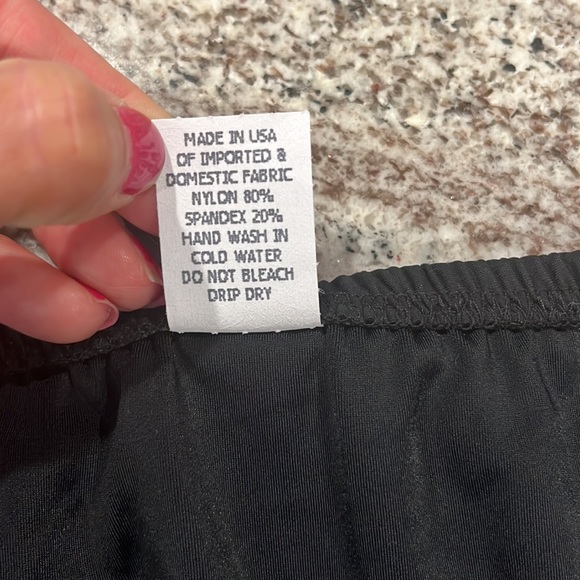 MADE IN USA
OF IMPORTED &
DOMESTIC FABRIC
NYLON 80%
SPANDEX 20%
HAND WASH IN
COLD WATER
DO NOT BLEACH
DRIP DRY